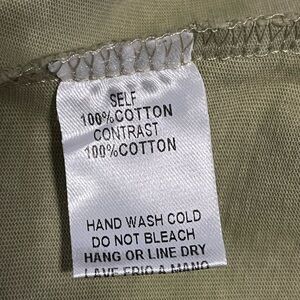 SELF
100%COTTON
CONTRAST
100%COTTON
HAND WASH COLD
DO NOT BLEACH
HANG OR LINE DRY
LAVE FRIO A MANO